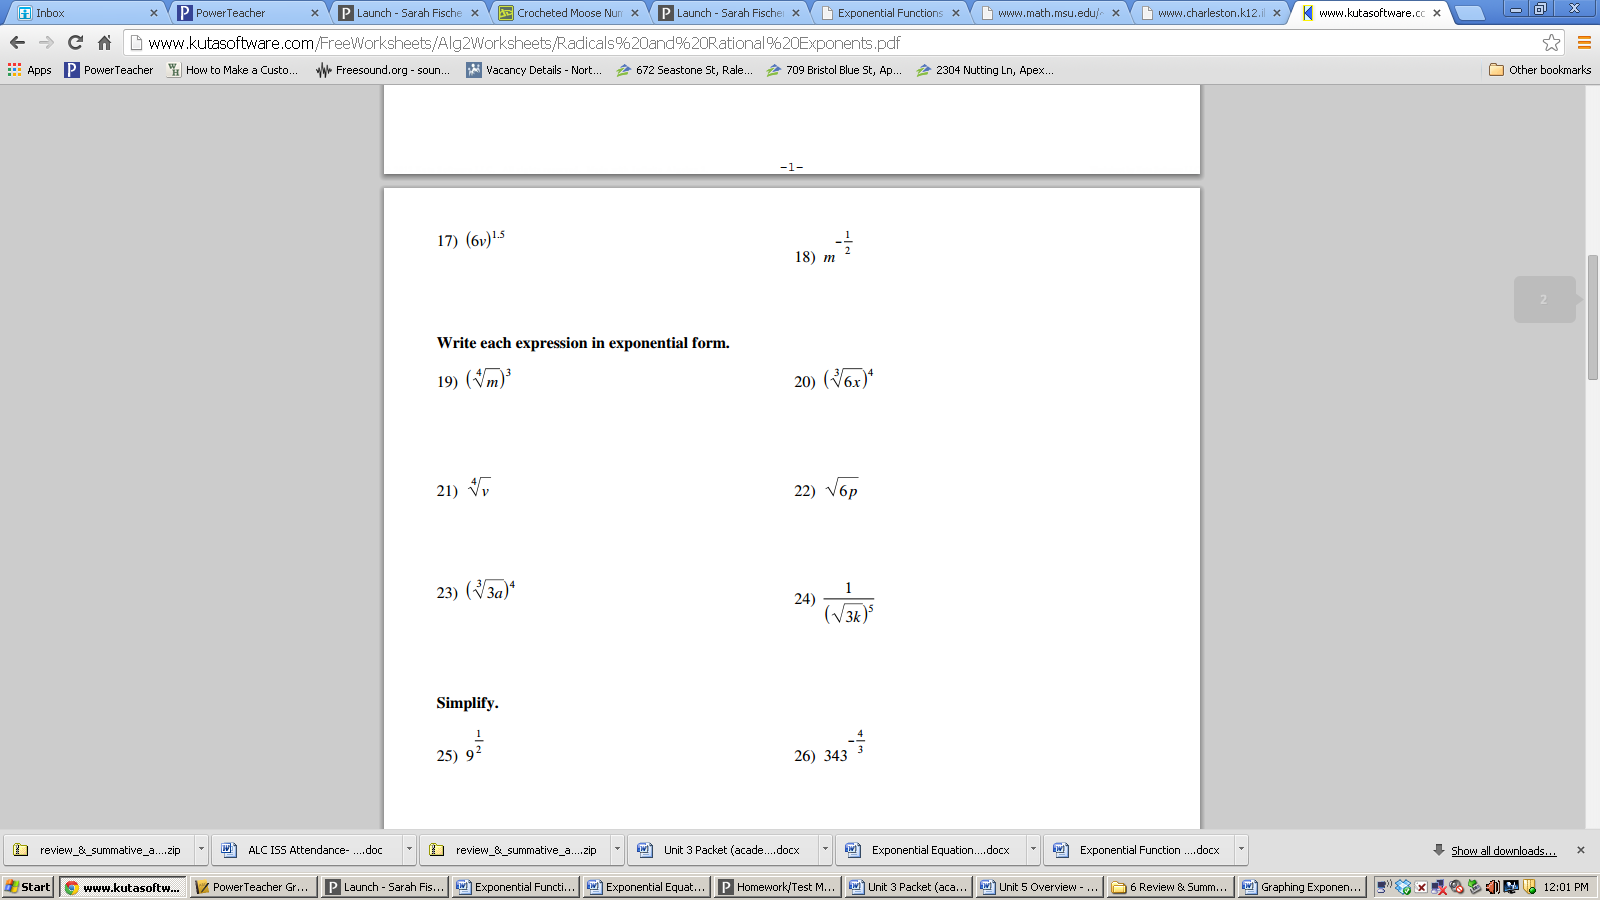 Inbox PowerTeacher Launch - Sarah Fische Crocheted Moose Num Launch - Sarah Fische Exponential Functions www.math.msu.edu/ www.charleston.k12.il www.kutasoftware.cc
www.kutasoftware.com/FreeWorksheets/Alg2Worksheets/Radicals%20and%20Rational%20Exponents.pdf
Apps PowerTeacher How to Make a Custo... Freesound.org - soun... Vacancy Details - Nort... 672 Seastone St, Rale... 709 Bristol Blue St, Ap... 2304 Nutting Ln, Apex... Other bookmarks
-1-
2
17) (6v)^1.5 18) m^(-1/2)
Write each expression in exponential form.
19) (∜m)³ 20) (∛6x)⁴
21) ∜v 22) √6p
23) (∛3a)⁴ 24) 1/(√3k)⁵
Simplify.
25) 9^(1/2) 26) 343^(-4/3)
review_&_summative_a....zip ALC ISS Attendance- ....doc review_&_summative_a....zip Unit 3 Packet (acade....docx Exponential Equation....docx Exponential Function ....docx Show all downloads...
Start www.kutasoftw... PowerTeacher Gr... Launch - Sarah Fis... Exponential Functi... Exponential Equat... Homework/Test M... Unit 3 Packet (aca... Unit 5 Overview - ... 6 Review & Summ... Graphing Exponen... 12:01 PM